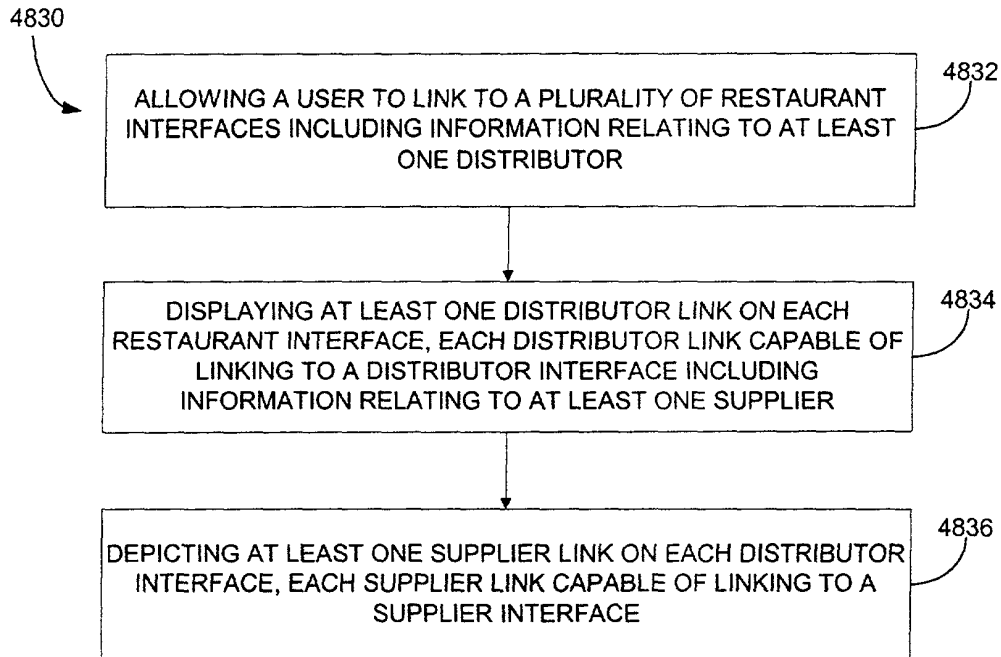 4830
4832
ALLOWING A USER TO LINK TO A PLURALITY OF RESTAURANT
INTERFACES INCLUDING INFORMATION RELATING TO AT LEAST
ONE DISTRIBUTOR
4834
DISPLAYING AT LEAST ONE DISTRIBUTOR LINK ON EACH
RESTAURANT INTERFACE, EACH DISTRIBUTOR LINK CAPABLE OF
LINKING TO A DISTRIBUTOR INTERFACE INCLUDING
INFORMATION RELATING TO AT LEAST ONE SUPPLIER
4836
DEPICTING AT LEAST ONE SUPPLIER LINK ON EACH DISTRIBUTOR
INTERFACE, EACH SUPPLIER LINK CAPABLE OF LINKING TO A
SUPPLIER INTERFACE